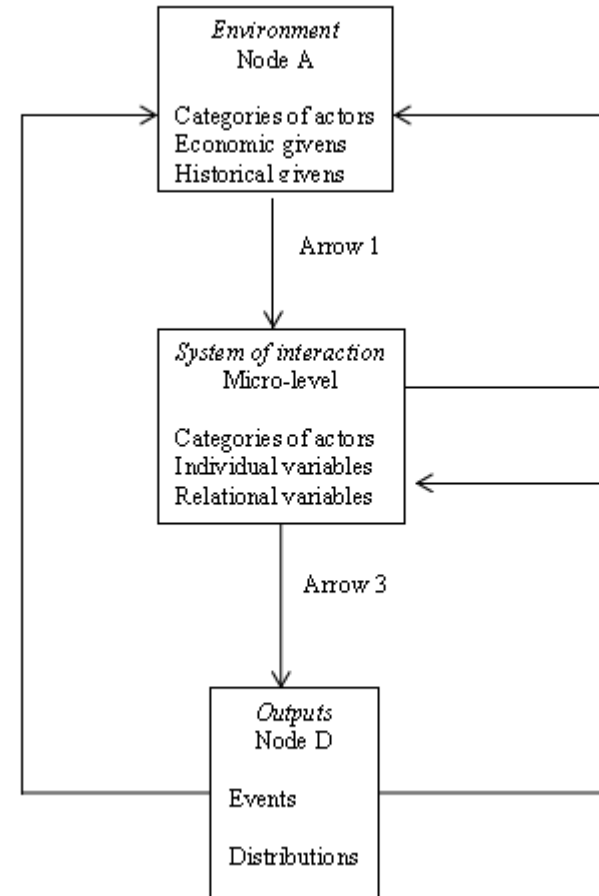 Environment
Node A
Categories of actors
Economic givens
Historical givens
Arrow 1
System of interaction
Micro-level
Categories of actors
Individual variables
Relational variables
Arrow 3
Outputs
Node D
Events
Distributions